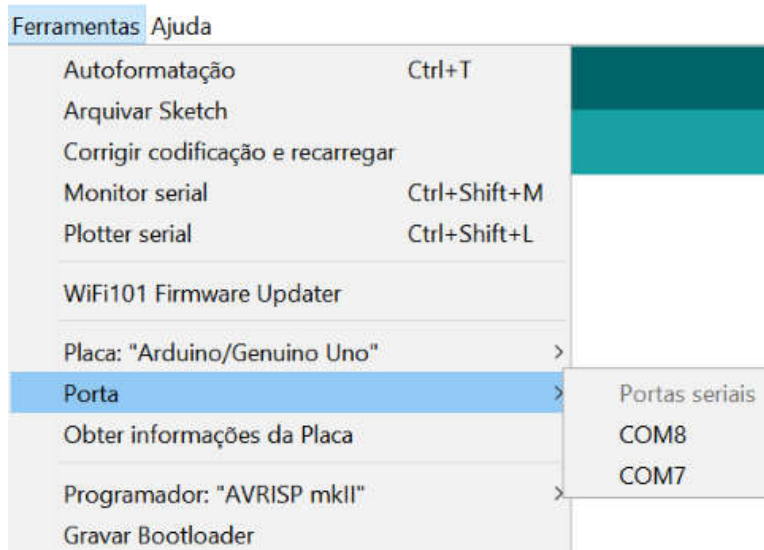 Ferramentas Ajuda
Autoformatação Ctrl+T
Arquivar Sketch
Corrigir codificação e recarregar
Monitor serial Ctrl+Shift+M
Plotter serial Ctrl+Shift+L
WiFi101 Firmware Updater
Placa: "Arduino/Genuino Uno" >
Porta >
Obter informações da Placa
Programador: "AVRISP mkII" >
Gravar Bootloader
Portas seriais
COM8
COM7